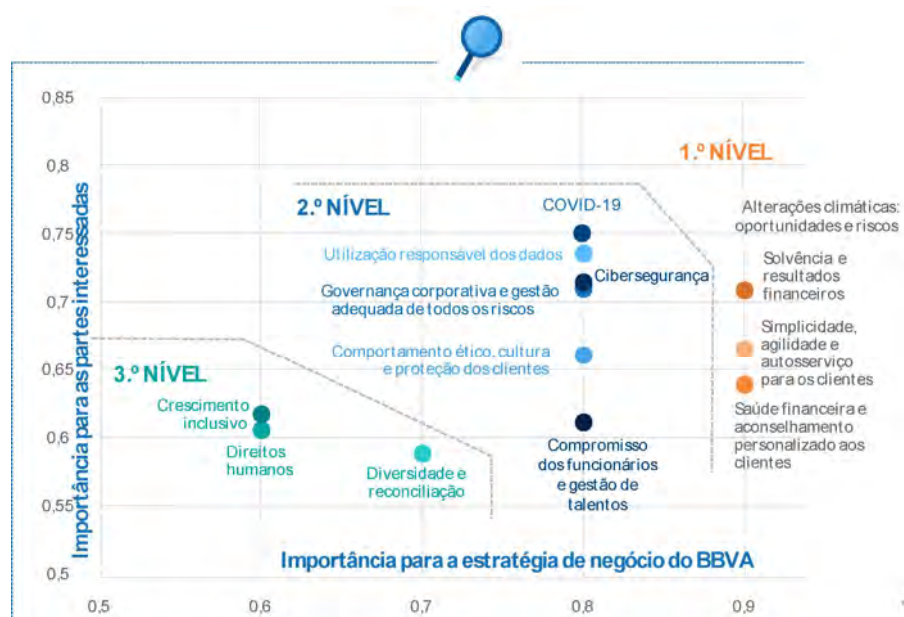 0,85
0,8
0,75
0,7
0,65
0,6
0,55
0,5
Importância para as partes interessadas
1.º NÍVEL
2.º NÍVEL
COVID-19
Utilização responsável dos dados
Cibersegurança
Governança corporativa e gestão
adequada de todos os riscos
Comportamento ético, cultura
e proteção dos clientes
Compromisso
dos funcionários
e gestão de
talentos
Alterações climáticas:
oportunidades e riscos
Solvência e
resultados
financeiros
Simplicidade,
agilidade e
autosserviço
para os clientes
Saúde financeira e
aconselhamento
personalizado aos
clientes
3.º NÍVEL
Crescimento
inclusivo
Direitos
humanos
Diversidade e
reconciliação
Importância para a estratégia de negócio do BBVA
0,5
0,6
0,7
0,8
0,9